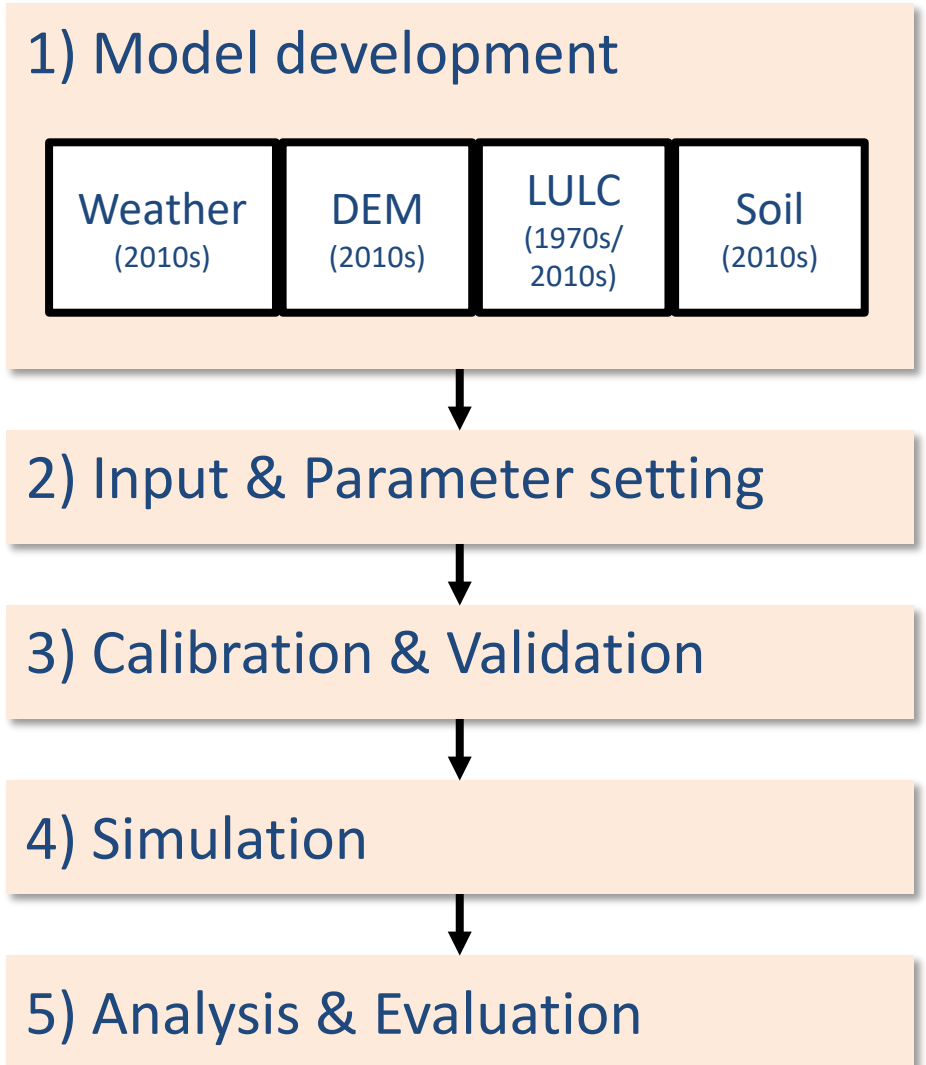 1) Model development
Weather
(2010s)
DEM
(2010s)
LULC
(1970s/
2010s)
Soil
(2010s)
2) Input & Parameter setting
3) Calibration & Validation
4) Simulation
5) Analysis & Evaluation